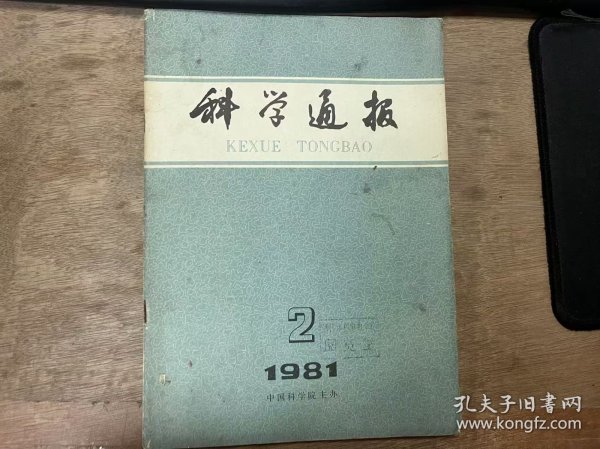 科学通报
KEXUE TONGBAO
2
1981
中国科学院主办
孔夫子旧书网
www.kongfz.com